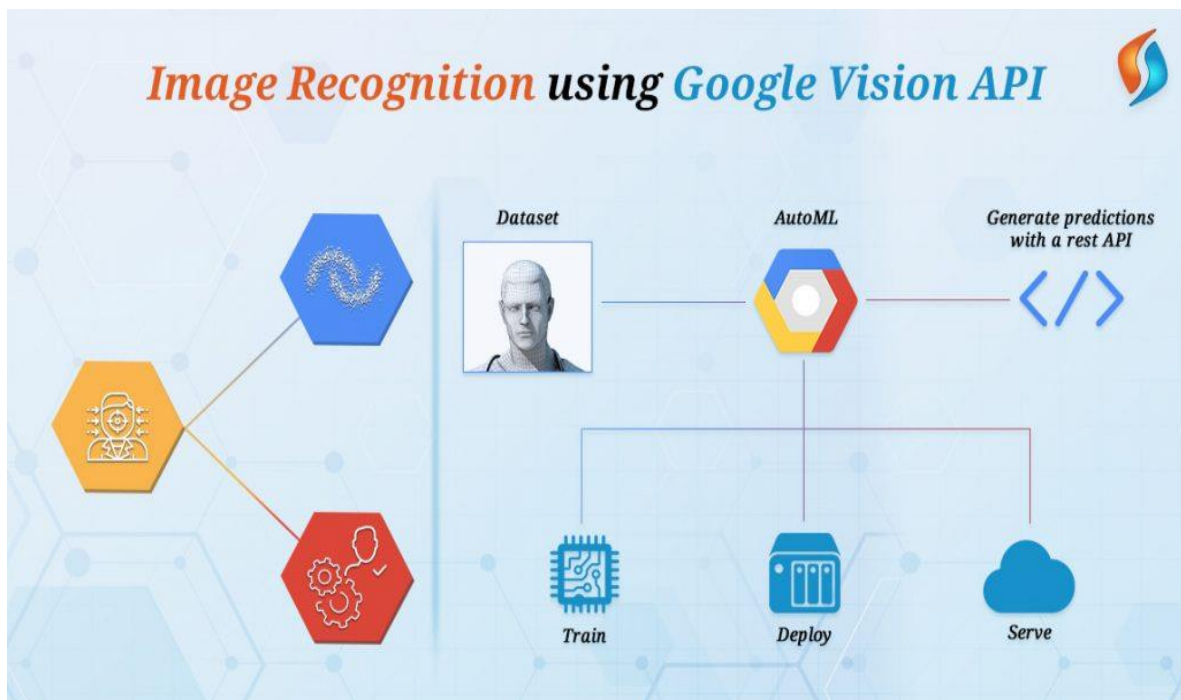 Image Recognition using Google Vision API
Dataset
AutoML
Generate predictions
with a rest API
Train
Deploy
Serve